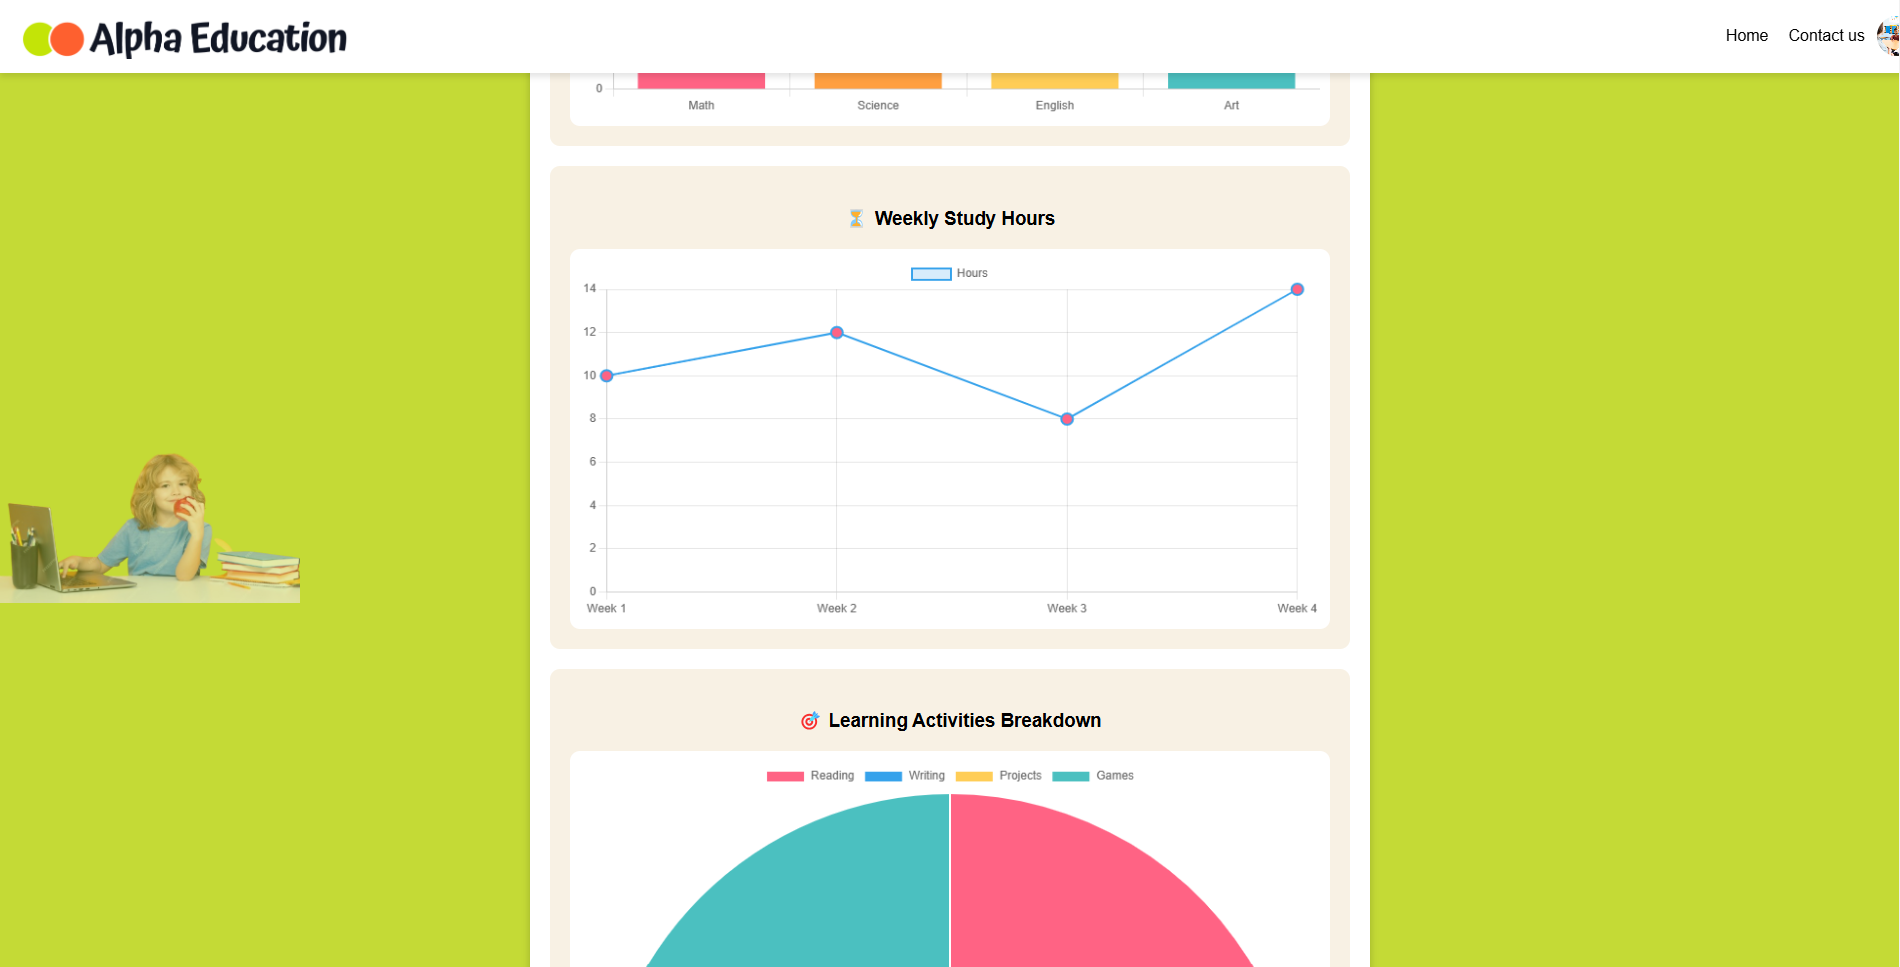 Alpha Education
Home Contact us
0
Math Science English Art
⏳ Weekly Study Hours
Hours
14
12
10
8
6
4
2
0
Week 1 Week 2 Week 3 Week 4
🎯 Learning Activities Breakdown
Reading Writing Projects Games